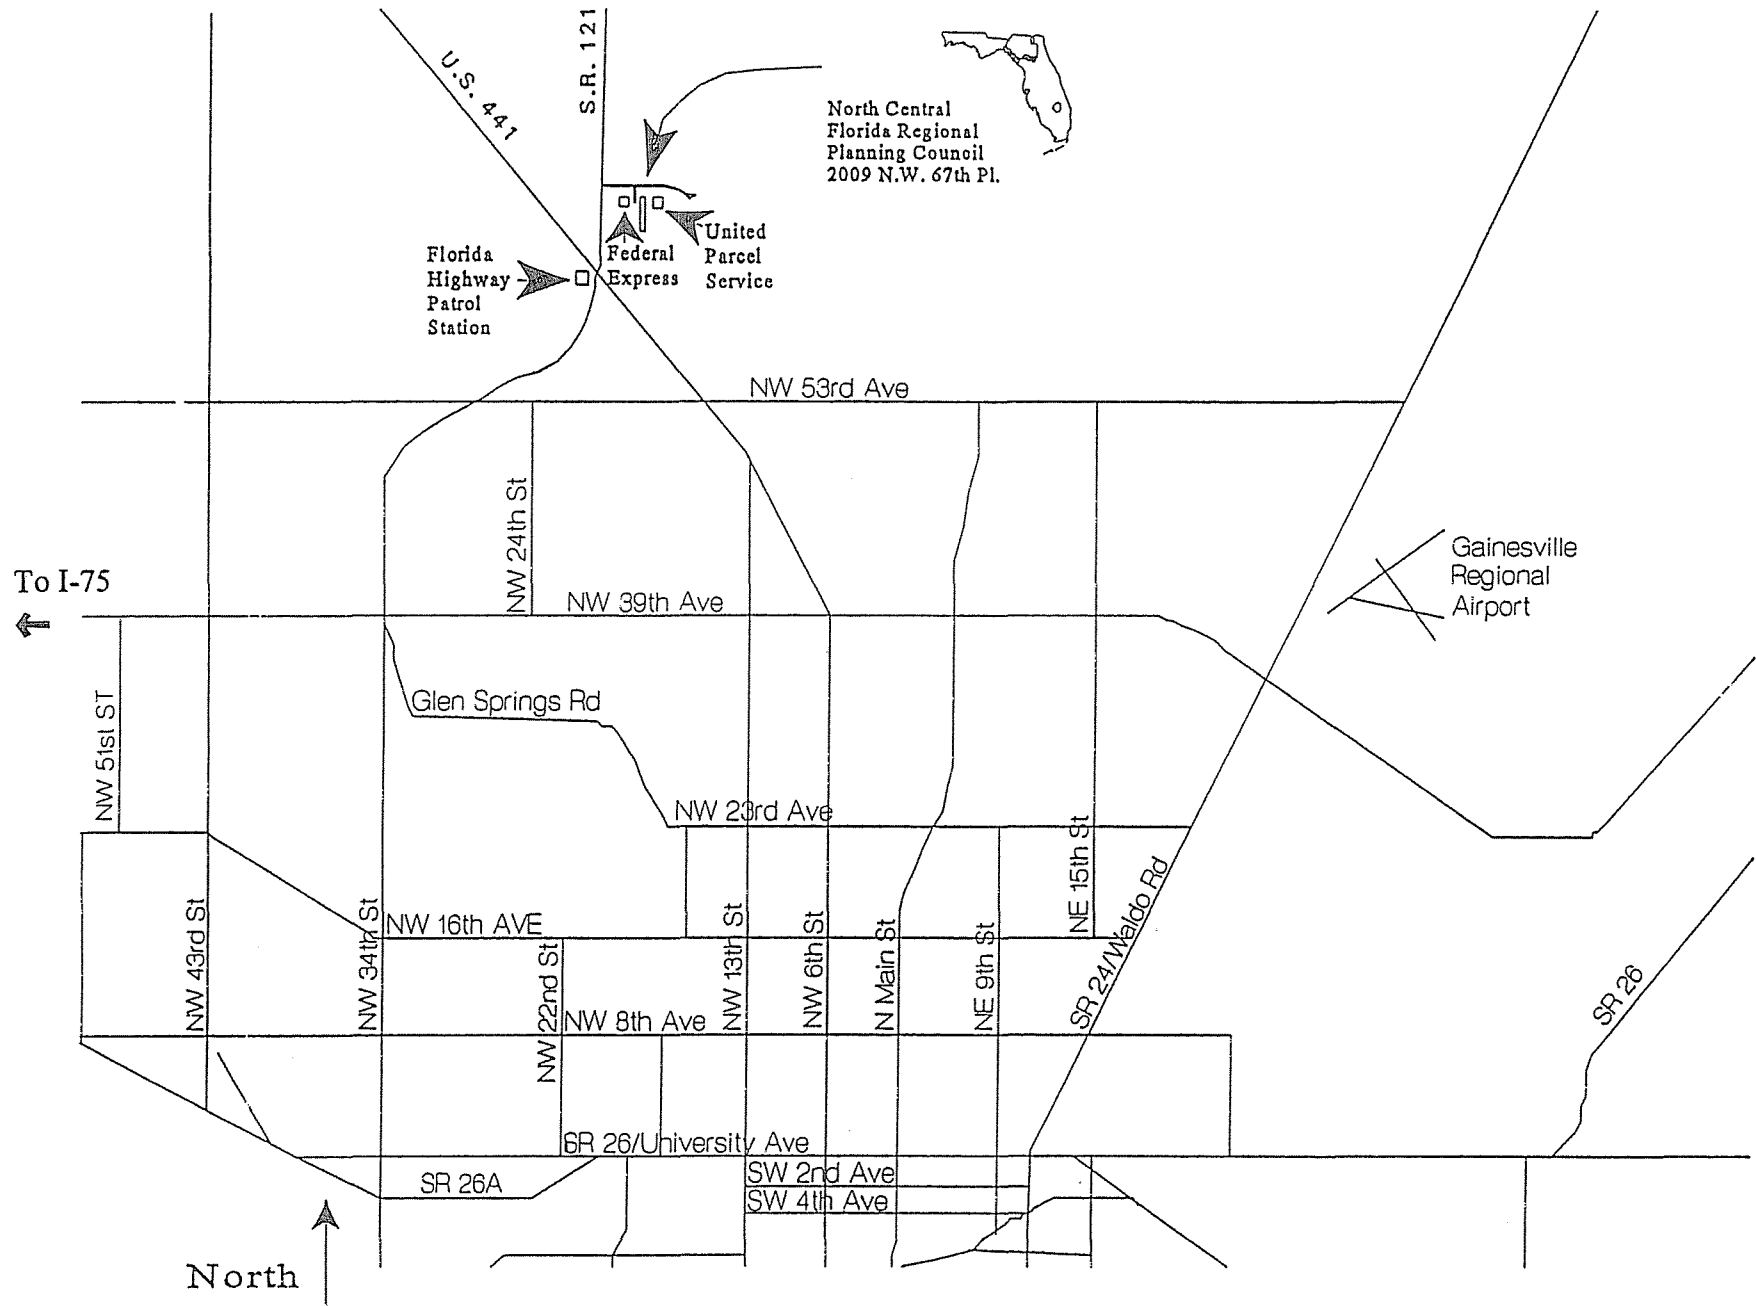 U.S. 441
S.R. 121
North Central
Florida Regional
Planning Council
2009 N.W. 67th Pl.
United
Parcel
Service
Federal
Express
Florida
Highway
Patrol
Station
NW 53rd Ave
NW 24th St
Gainesville
Regional
Airport
To I-75
NW 39th Ave
Glen Springs Rd
NW 51st ST
NW 23rd Ave
NE 15th St
SR 24/Waldo Rd
NW 43rd St
NW 34th St
NW 16th AVE
NW 22nd St
NW 13th St
NW 6th St
N Main St
NE 9th St
SR 26
NW 8th Ave
SR 26/University Ave
SW 2nd Ave
SR 26A
SW 4th Ave
North